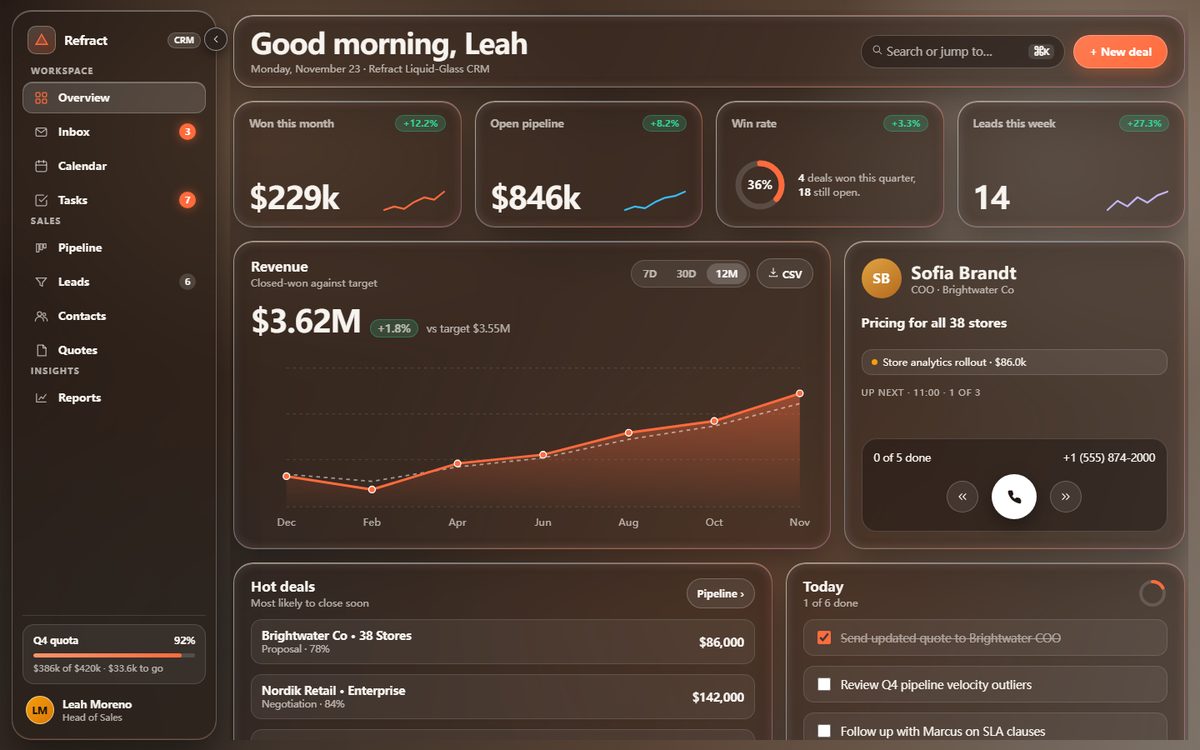 Refract
CRM
WORKSPACE
Overview
Inbox
3
Calendar
Tasks
7
SALES
Pipeline
Leads
6
Contacts
Quotes
INSIGHTS
Reports
Q4 quota
92%
$386k of $420k · $33.6k to go
LM
Leah Moreno
Head of Sales
Good morning, Leah
Monday, November 23 · Refract Liquid-Glass CRM
Search or jump to...
⌘K
+ New deal
Won this month
+12.2%
$229k
Open pipeline
+8.2%
$846k
Win rate
+3.3%
36%
4 deals won this quarter,
18 still open.
Leads this week
+27.3%
14
Revenue
Closed-won against target
7D
30D
12M
CSV
$3.62M
+1.8%
vs target $3.55M
Dec
Feb
Apr
Jun
Aug
Oct
Nov
SB
Sofia Brandt
COO · Brightwater Co
Pricing for all 38 stores
Store analytics rollout · $86.0k
UP NEXT · 11:00 · 1 OF 3
0 of 5 done
+1 (555) 874-2000
Hot deals
Most likely to close soon
Pipeline ›
Brightwater Co • 38 Stores
Proposal · 78%
$86,000
Nordik Retail • Enterprise
Negotiation · 84%
$142,000
Today
1 of 6 done
Send updated quote to Brightwater COO
Review Q4 pipeline velocity outliers
Follow up with Marcus on SLA clauses